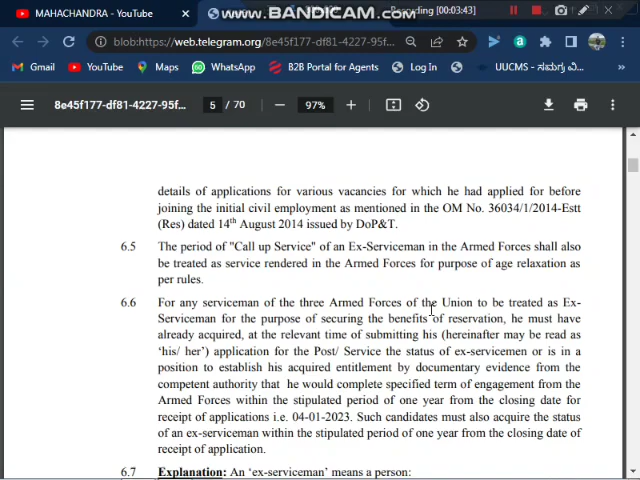 MAHACHANDRA - YouTube
WWW.BANDICAM.COM
Recording [00:03:43]
blob:https://web.telegram.org/8e45f177-df81-4227-95f...
Gmail YouTube Maps WhatsApp B2B Portal for Agents Log In UUCMS - ಸಮಗ್ರ ವಿ...
8e45f177-df81-4227-95f... 5 / 70 97%
details of applications for various vacancies for which he had applied for before
joining the initial civil employment as mentioned in the OM No. 36034/1/2014-Estt
(Res) dated 14th August 2014 issued by DoP&T.
6.5 The period of "Call up Service" of an Ex-Serviceman in the Armed Forces shall also
be treated as service rendered in the Armed Forces for purpose of age relaxation as
per rules.
6.6 For any serviceman of the three Armed Forces of the Union to be treated as Ex-
Serviceman for the purpose of securing the benefits of reservation, he must have
already acquired, at the relevant time of submitting his (hereinafter may be read as
‘his/ her’) application for the Post/ Service the status of ex-servicemen or is in a
position to establish his acquired entitlement by documentary evidence from the
competent authority that he would complete specified term of engagement from the
Armed Forces within the stipulated period of one year from the closing date for
receipt of applications i.e. 04-01-2023. Such candidates must also acquire the status
of an ex-serviceman within the stipulated period of one year from the closing date of
receipt of application.
6.7 Explanation: An ‘ex-serviceman’ means a person: